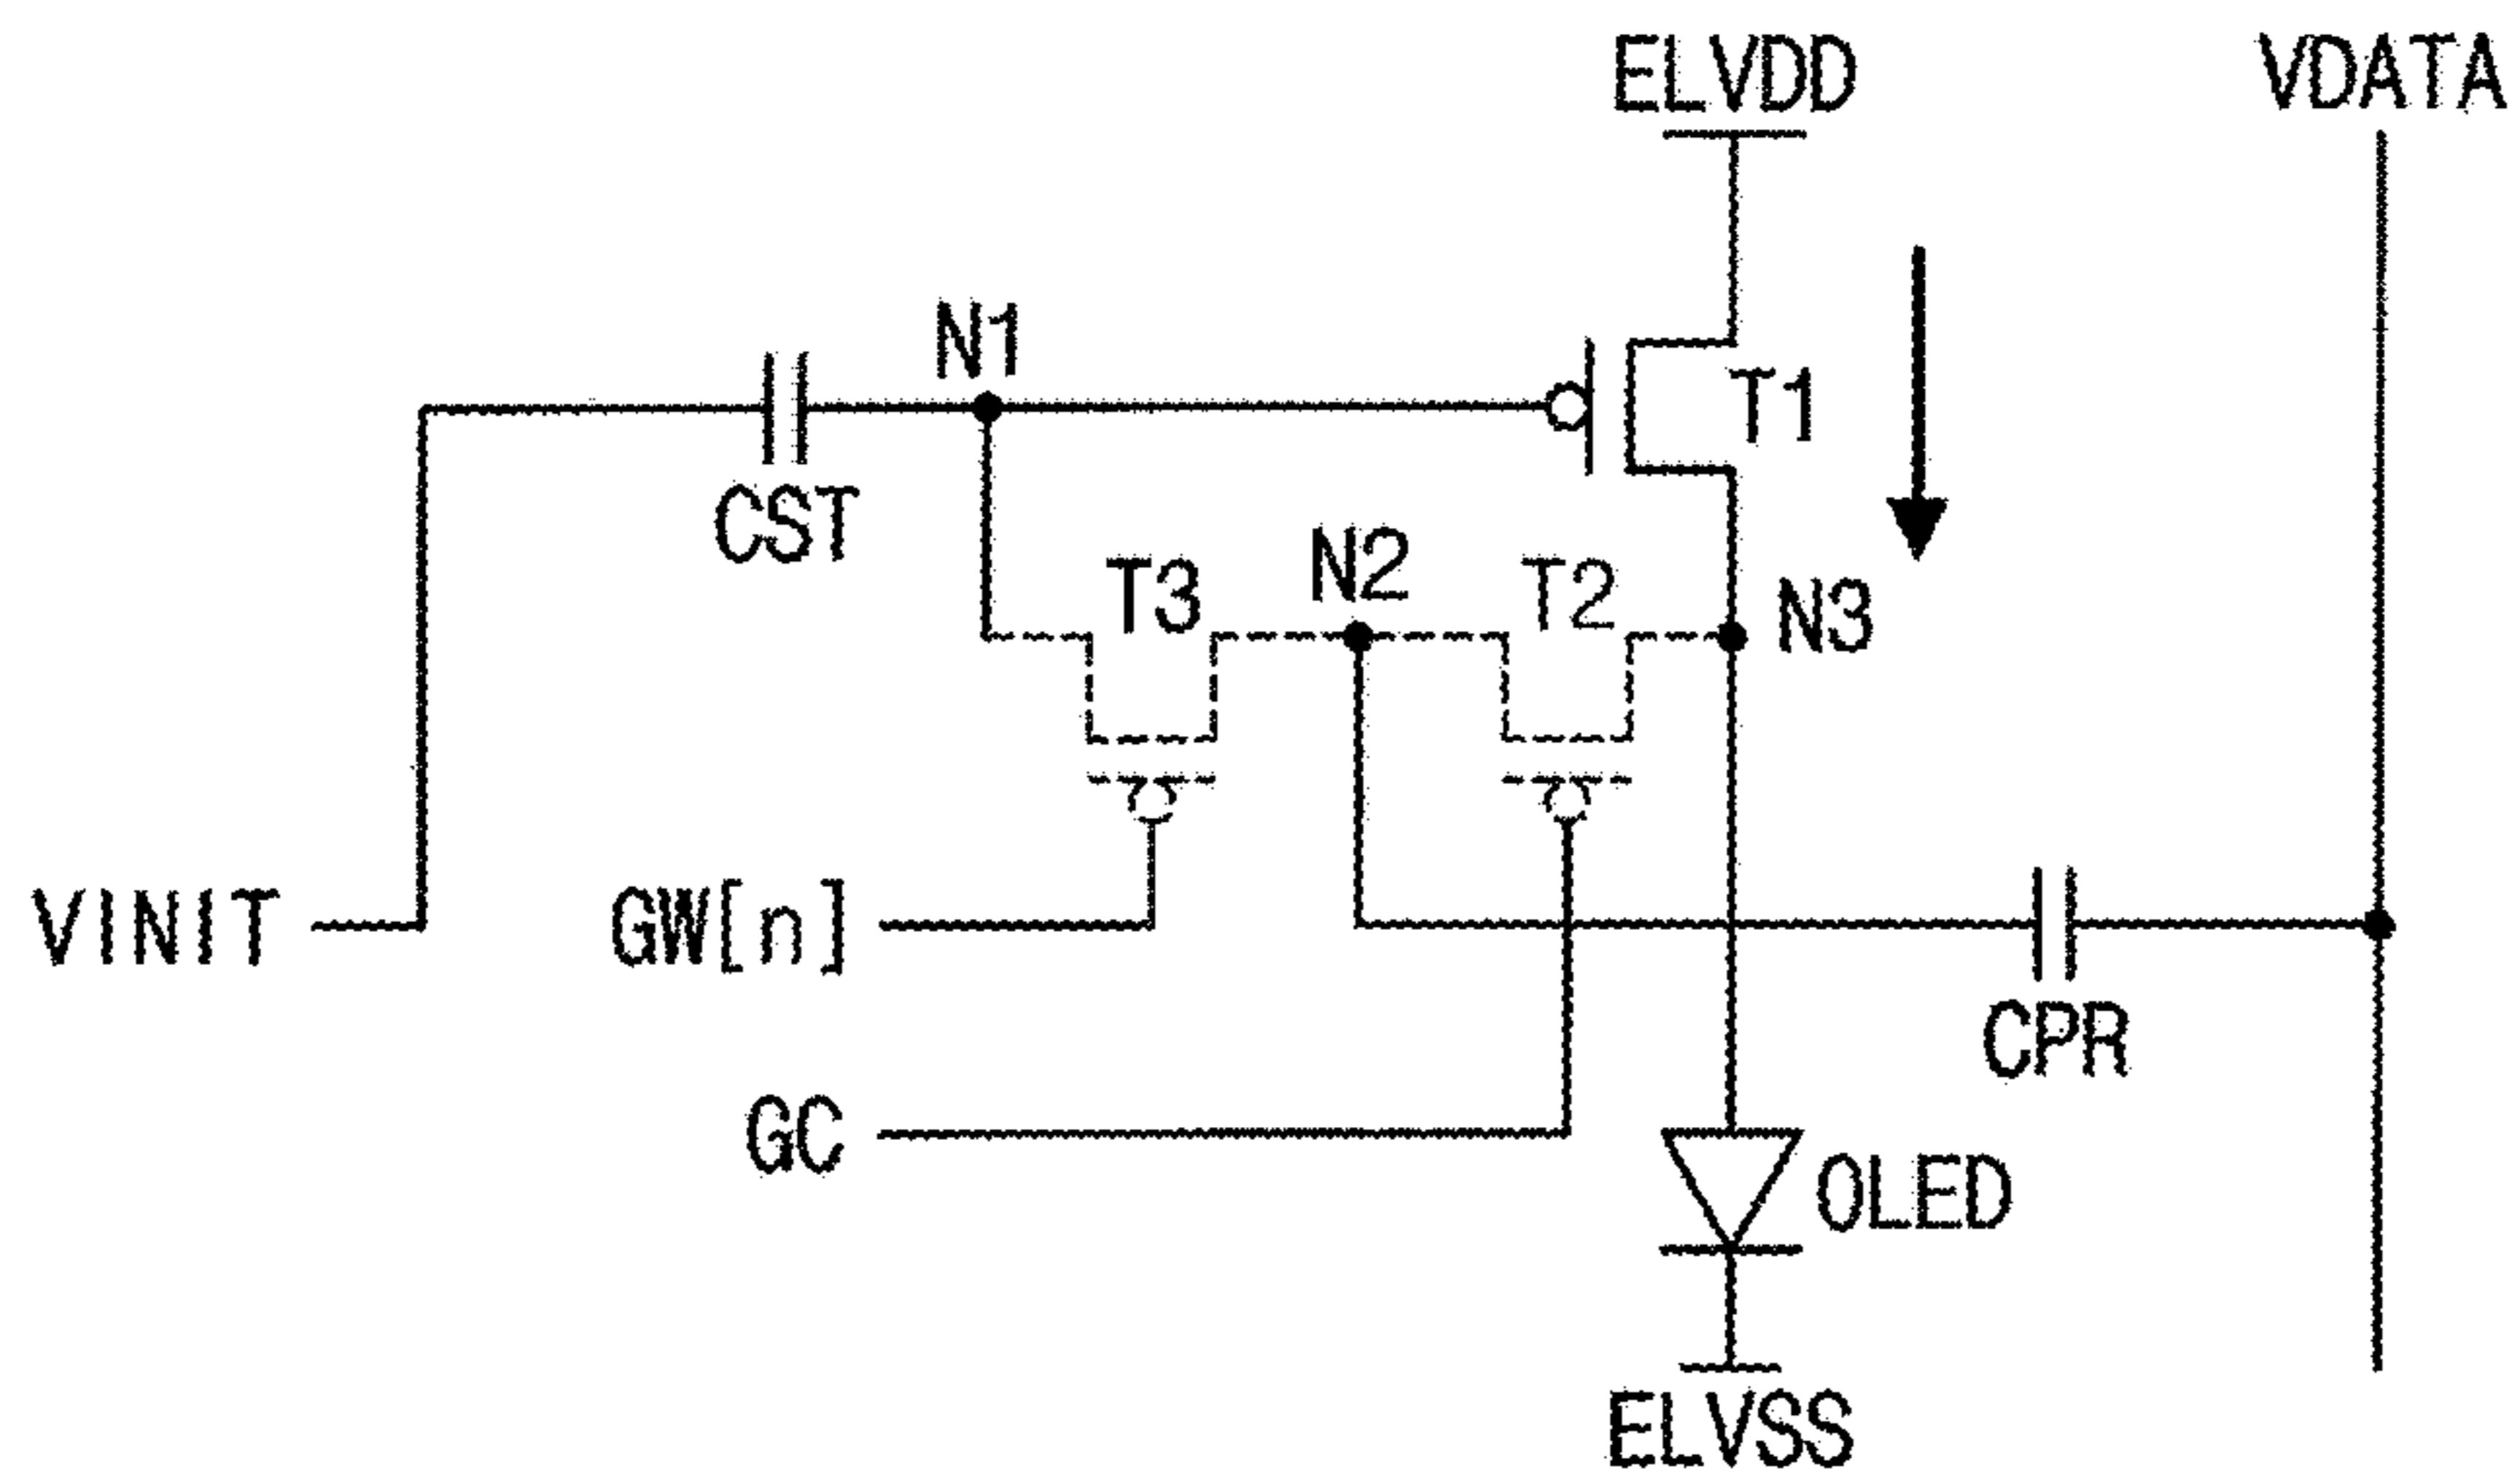 ELVDD
VDATA
N1
T1
CST
T3
N2
T2
N3
VINIT
GW[n]
CPR
GC
OLED
ELVSS